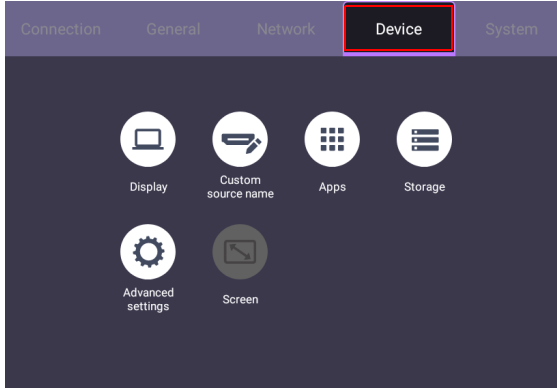 Connection General Network Device System
Display Custom source name Apps Storage
Advanced settings Screen